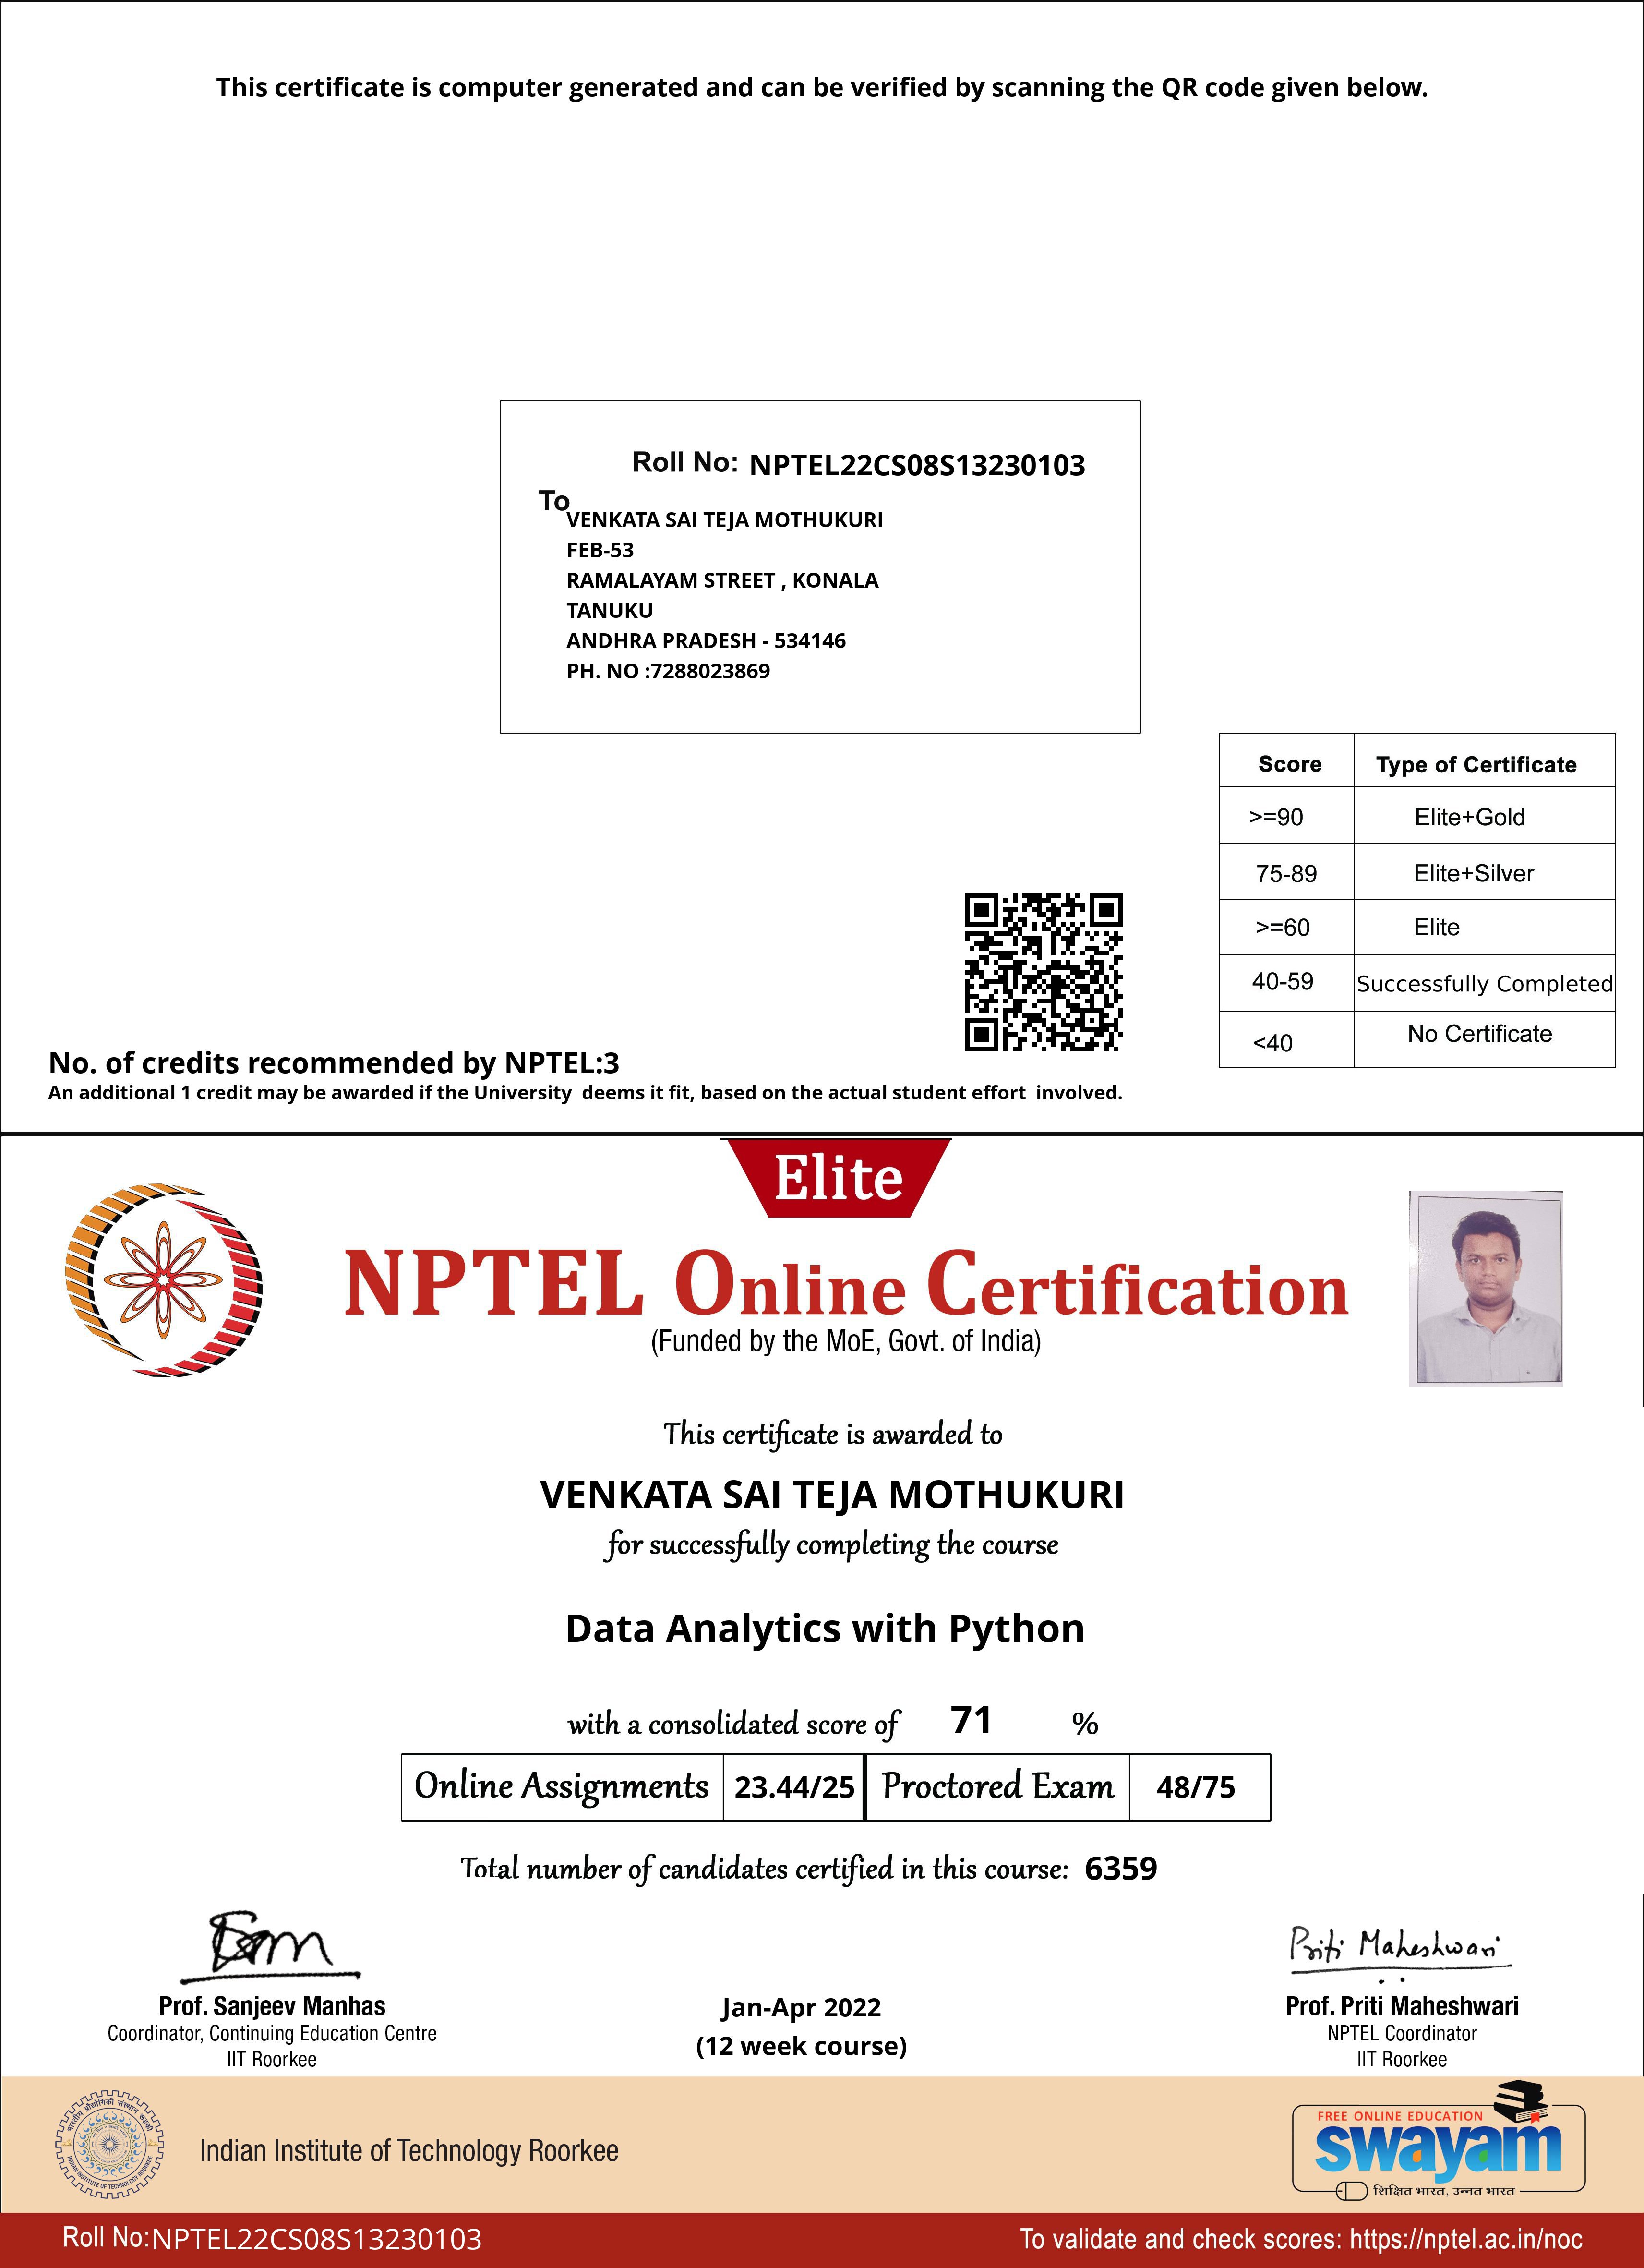 This certificate is computer generated and can be verified by scanning the QR code given below.
Roll No: NPTEL22CS08S13230103
To
VENKATA SAI TEJA MOTHUKURI
FEB-53
RAMALAYAM STREET , KONALA
TANUKU
ANDHRA PRADESH - 534146
PH. NO :7288023869
Score Type of Certificate
>=90 Elite+Gold
75-89 Elite+Silver
>=60 Elite
40-59 Successfully Completed
<40 No Certificate
No. of credits recommended by NPTEL:3
An additional 1 credit may be awarded if the University deems it fit, based on the actual student effort involved.
Elite
NPTEL Online Certification
(Funded by the MoE, Govt. of India)
This certificate is awarded to
VENKATA SAI TEJA MOTHUKURI
for successfully completing the course
Data Analytics with Python
with a consolidated score of 71 %
Online Assignments 23.44/25 Proctored Exam 48/75
Total number of candidates certified in this course: 6359
Priti Maheshwari
Prof. Sanjeev Manhas
Coordinator, Continuing Education Centre
IIT Roorkee
Jan-Apr 2022
(12 week course)
Prof. Priti Maheshwari
NPTEL Coordinator
IIT Roorkee
भारतीय प्रौद्योगिकी संस्थान रूड़की
INDIAN INSTITUTE OF TECHNOLOGY ROORKEE
Indian Institute of Technology Roorkee
FREE ONLINE EDUCATION
swayam
शिक्षित भारत, उन्नत भारत
Roll No:NPTEL22CS08S13230103
To validate and check scores: https://nptel.ac.in/noc